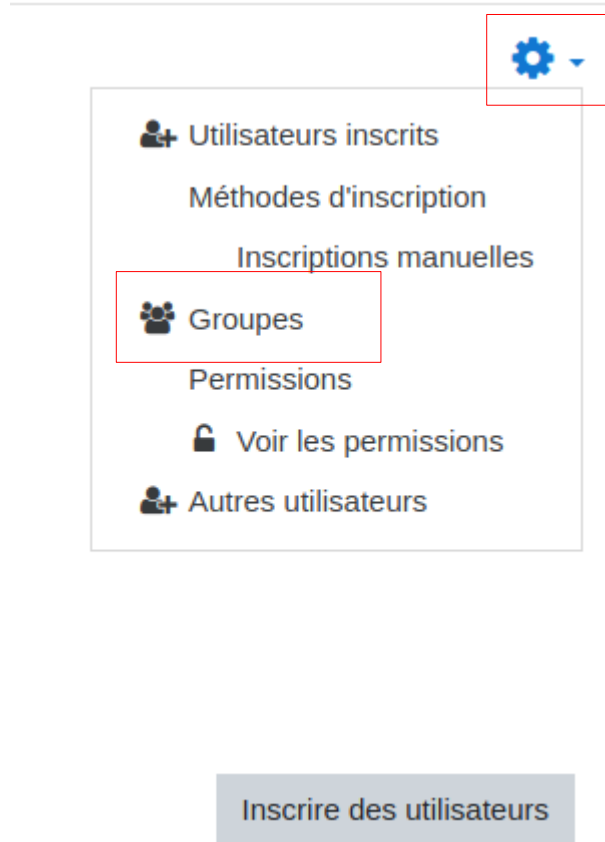 Utilisateurs inscrits
Méthodes d'inscription
Inscriptions manuelles
Groupes
Permissions
Voir les permissions
Autres utilisateurs
Inscrire des utilisateurs